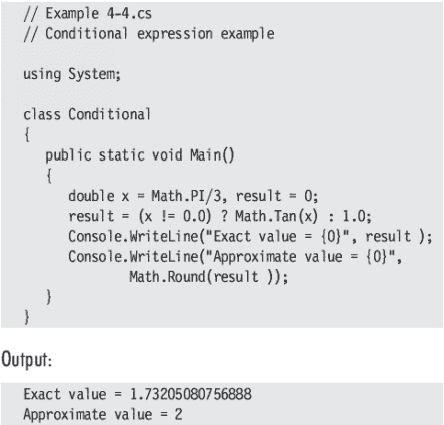 // Example 4-4.cs
// Conditional expression example
using System;
class Conditional
{
public static void Main()
{
double x = Math.PI/3, result = 0;
result = (x != 0.0) ? Math.Tan(x) : 1.0;
Console.WriteLine("Exact value = {0}", result );
Console.WriteLine("Approximate value = {0}",
Math.Round(result ));
}
}
Output:
Exact value = 1.73205080756888
Approximate value = 2